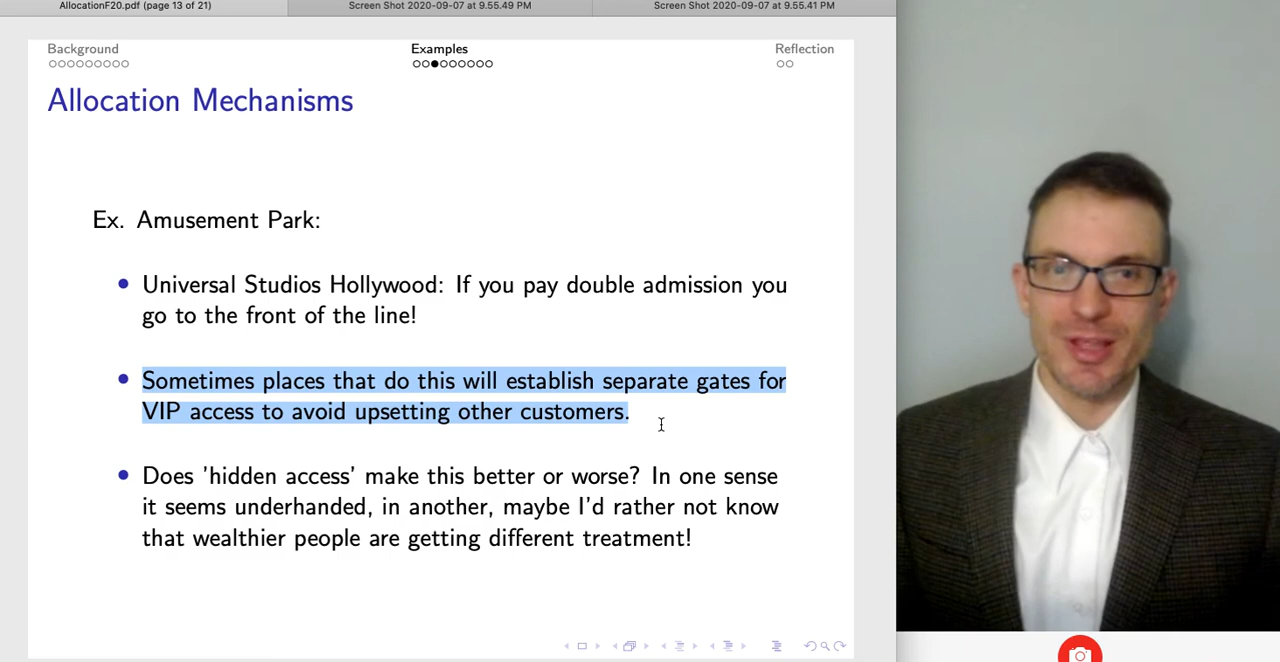 AllocationF20.pdf (page 13 of 21) Screen Shot 2020-09-07 at 9.55.49 PM Screen Shot 2020-09-07 at 9.55.41 PM
Background Examples Reflection
Allocation Mechanisms
Ex. Amusement Park:
Universal Studios Hollywood: If you pay double admission you
go to the front of the line!
Sometimes places that do this will establish separate gates for
VIP access to avoid upsetting other customers.
Does 'hidden access' make this better or worse? In one sense
it seems underhanded, in another, maybe I'd rather not know
that wealthier people are getting different treatment!